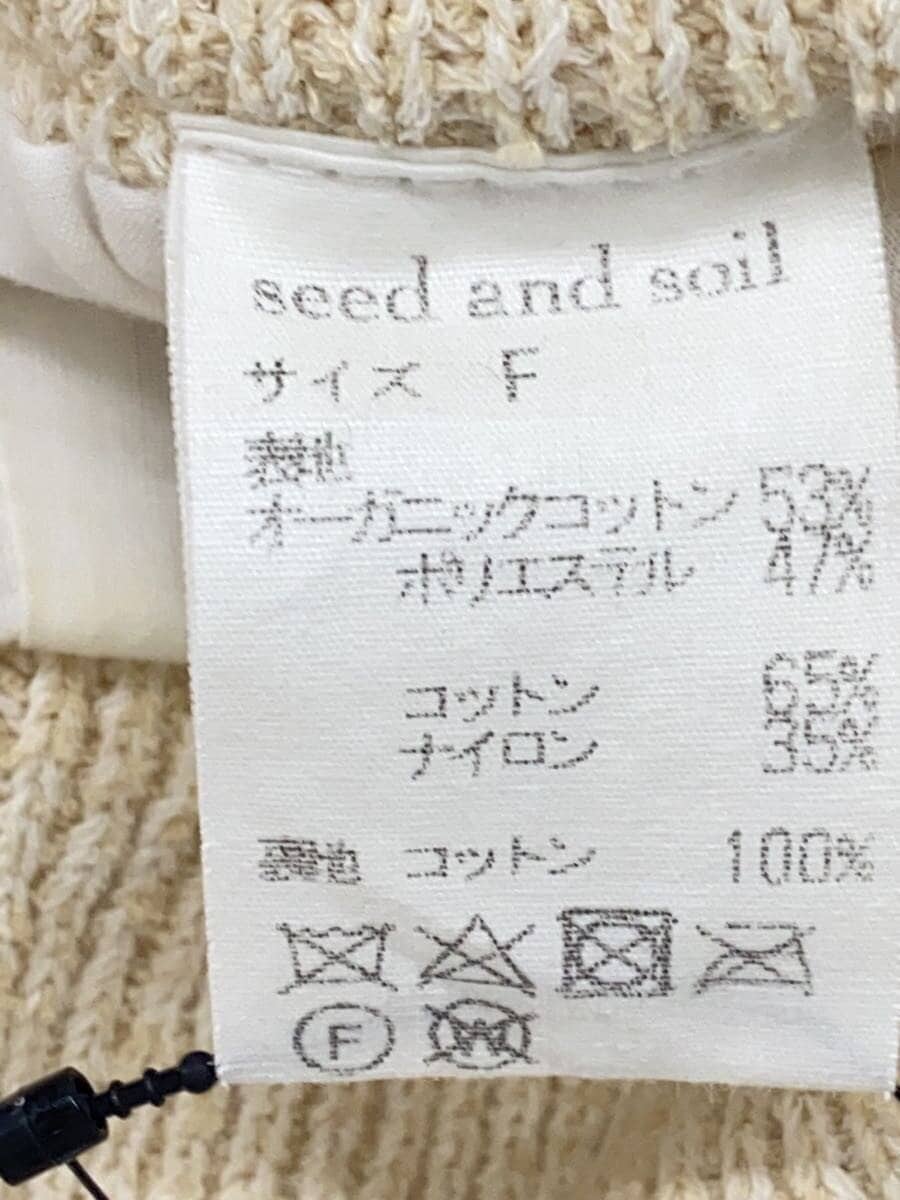 seed and soil
サイズ F
表地
オーガニックコットン 53%
ポリエステル 47%
コットン 65%
ナイロン 35%
裏地 コットン 100%
F W